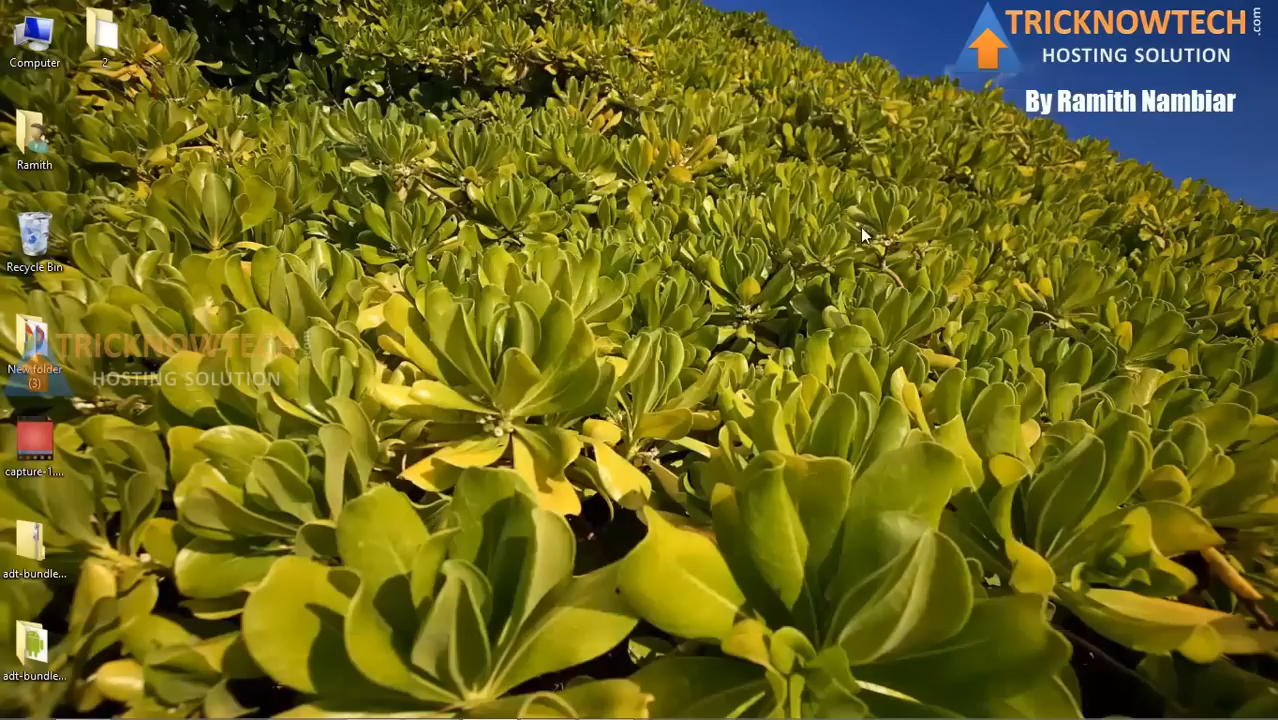 TRICKNOWTECH
.com
HOSTING SOLUTION
By Ramith Nambiar
Computer
2
Ramith
Recycle Bin
TRICKNOWTECH
HOSTING SOLUTION
New folder
(3)
capture-1....
adt-bundle...
adt-bundle...